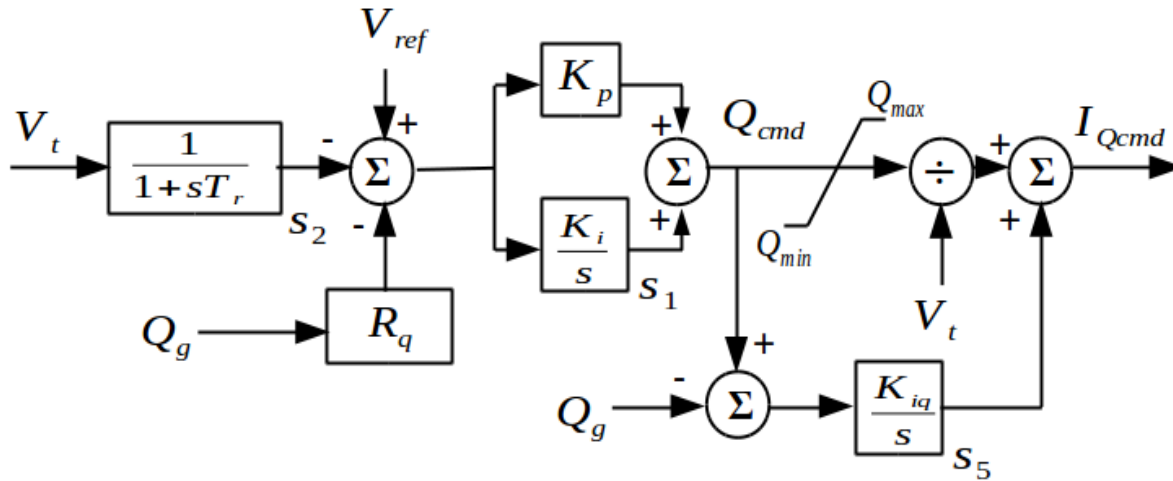 V_ref
K_p
Q_max
V_t
1
1+sT_r
-
+
Σ
+
Σ
Q_cmd
÷
+
Σ
I_Qcmd
s_2
-
K_i
s
+
s_1
Q_min
+
Q_g
R_q
V_t
+
-
Q_g
Σ
K_iq
s
s_5